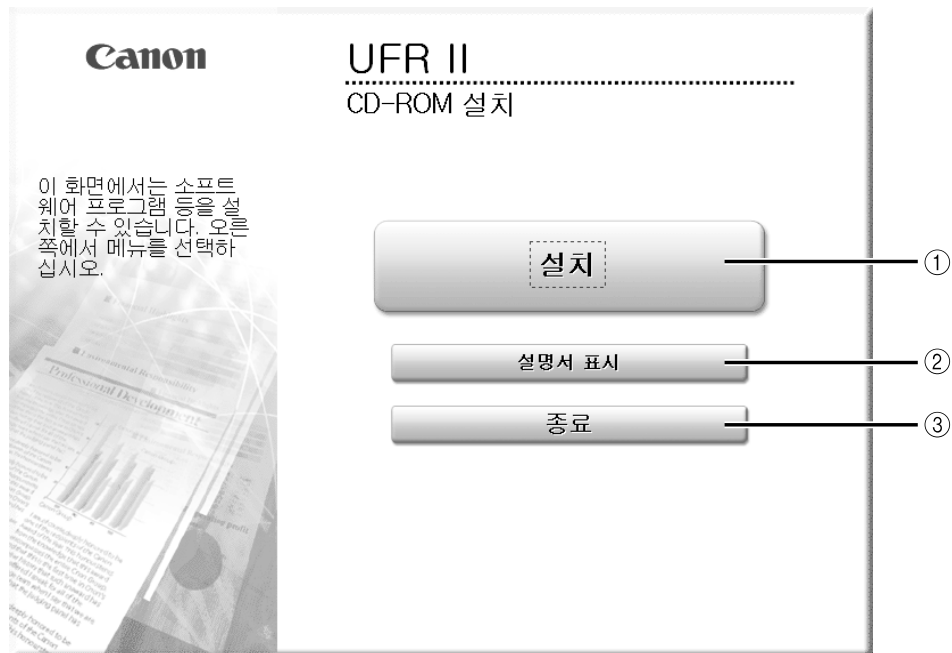 Canon
UFR II
CD-ROM 설치
이 화면에서는 소프트
웨어 프로그램 등을 설
치할 수 있습니다. 오른
쪽에서 메뉴를 선택하
십시오.
설치
①
설명서 표시
②
종료
③
Environmental Responsibility
Professional Development